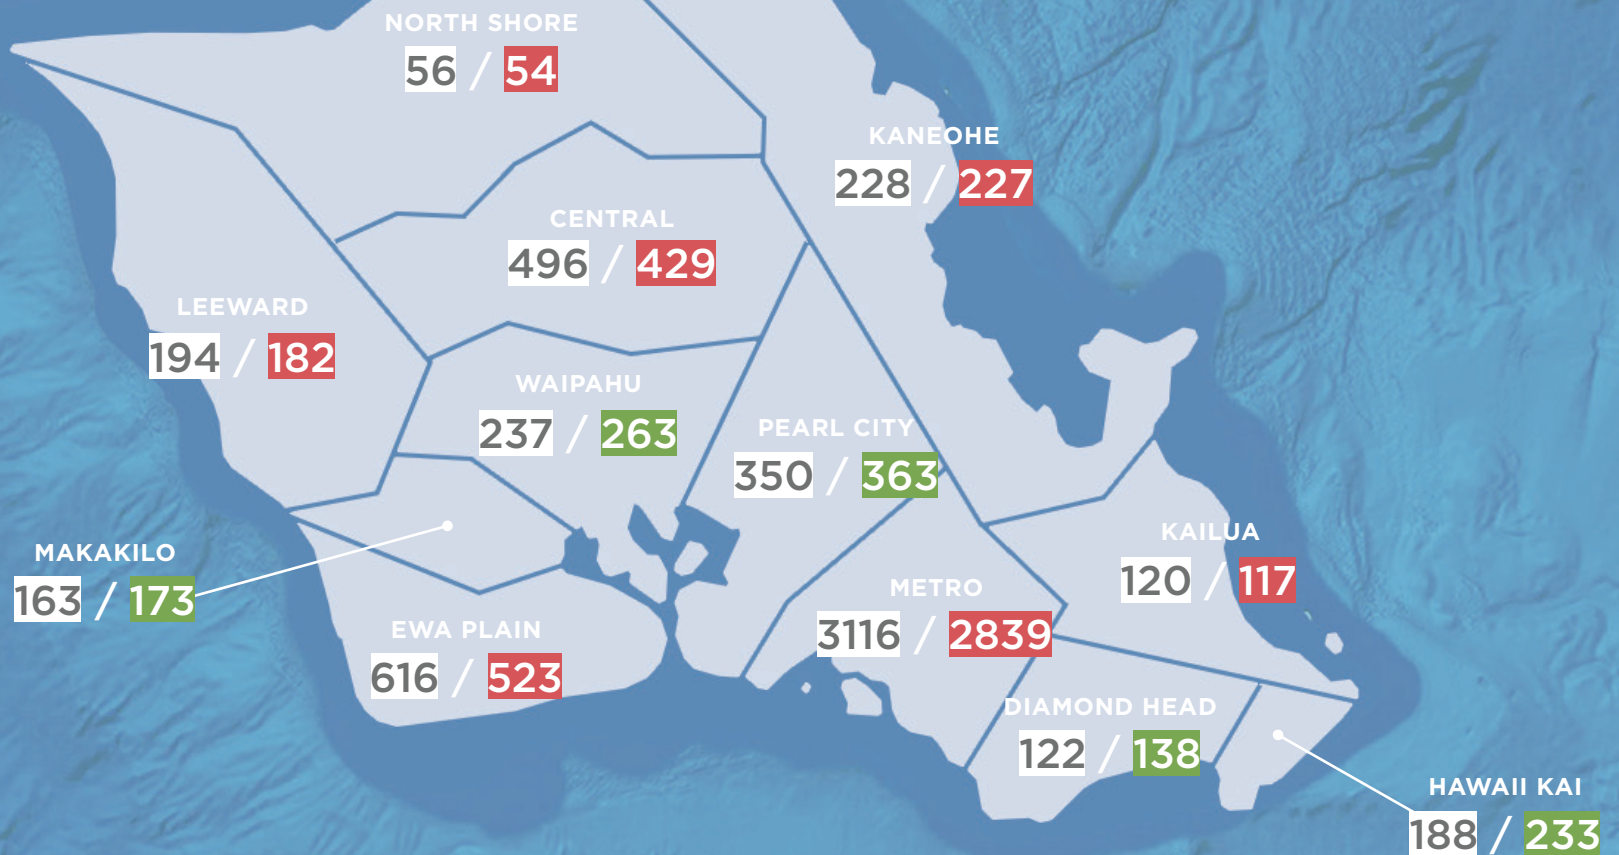 NORTH SHORE
56 / 54
KANEOHE
228 / 227
CENTRAL
496 / 429
LEEWARD
194 / 182
WAIPAHU
237 / 263
PEARL CITY
350 / 363
KAILUA
120 / 117
MAKAKILO
163 / 173
METRO
3116 / 2839
EWA PLAIN
616 / 523
DIAMOND HEAD
122 / 138
HAWAII KAI
188 / 233